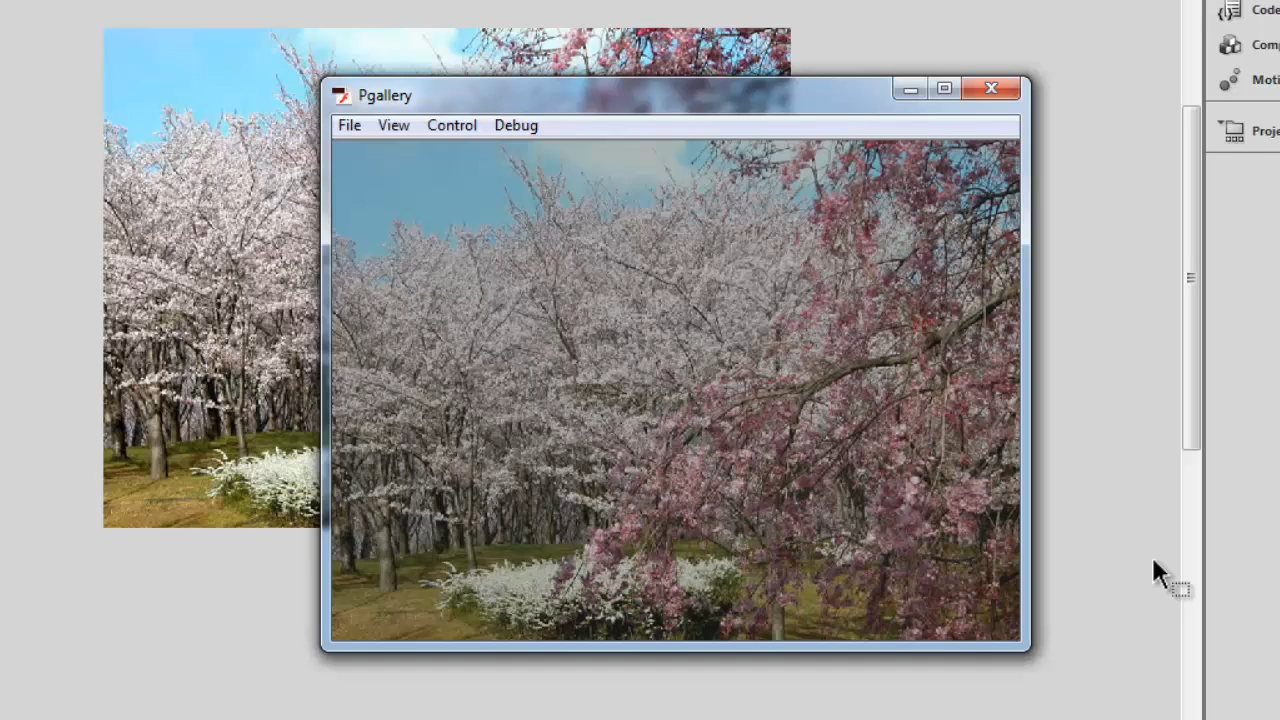 Pgallery
File View Control Debug
Code
Comp
Moti
Proje